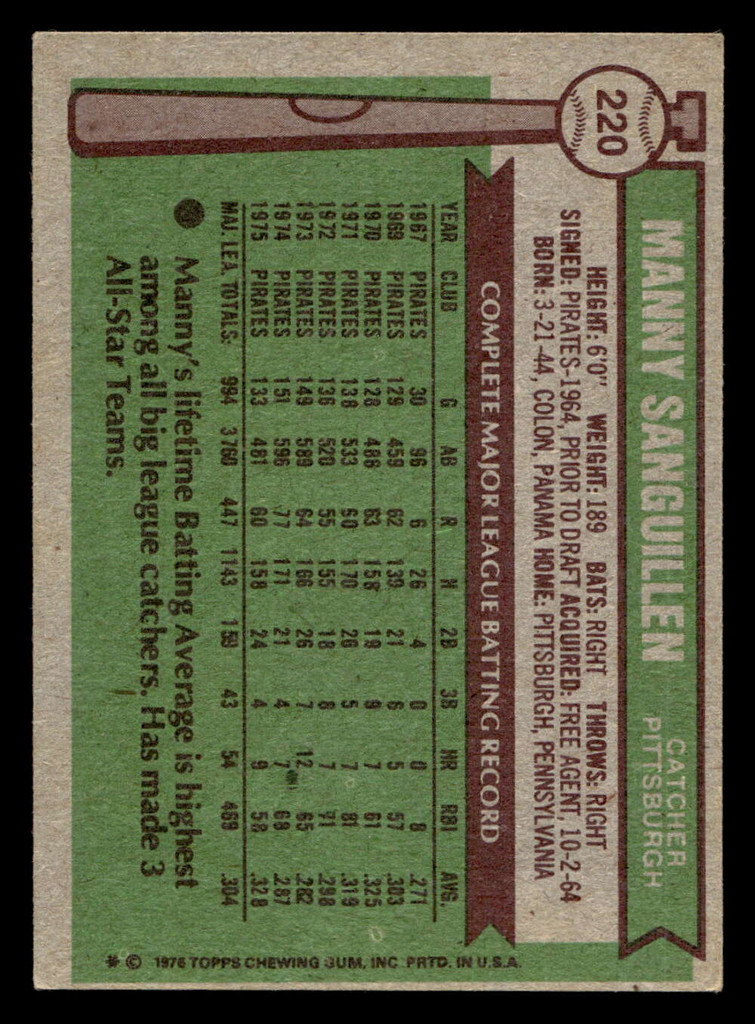 220
MANNY SANGUILLEN
CATCHER
PITTSBURGH
HEIGHT: 6'0" WEIGHT: 189 BATS: RIGHT THROWS: RIGHT
SIGNED: PIRATES-1964, PRIOR TO DRAFT ACQUIRED: FREE AGENT, 10-2-64
BORN: 3-21-44, COLON, PANAMA HOME: PITTSBURGH, PENNSYLVANIA
COMPLETE MAJOR LEAGUE BATTING RECORD
YEAR CLUB G AB R H 2B 3B HR RBI AVG.
1967 PIRATES 30 96 6 26 4 0 0 8 .271
1969 PIRATES 129 459 62 139 21 6 5 57 .303
1970 PIRATES 128 486 63 158 19 9 7 61 .325
1971 PIRATES 138 533 60 170 26 5 7 81 .319
1972 PIRATES 136 520 55 155 18 8 7 71 .298
1973 PIRATES 149 589 64 166 26 7 12 65 .282
1974 PIRATES 151 596 77 171 21 4 7 68 .287
1975 PIRATES 133 481 60 158 24 4 9 58 .328
MAJ. LEA. TOTALS: 994 3760 447 1143 159 43 54 469 .304
Manny's lifetime Batting Average is highest
among all big league catchers. Has made 3
All-Star Teams.
* © 1976 TOPPS CHEWING GUM, INC. PRTD. IN U.S.A.